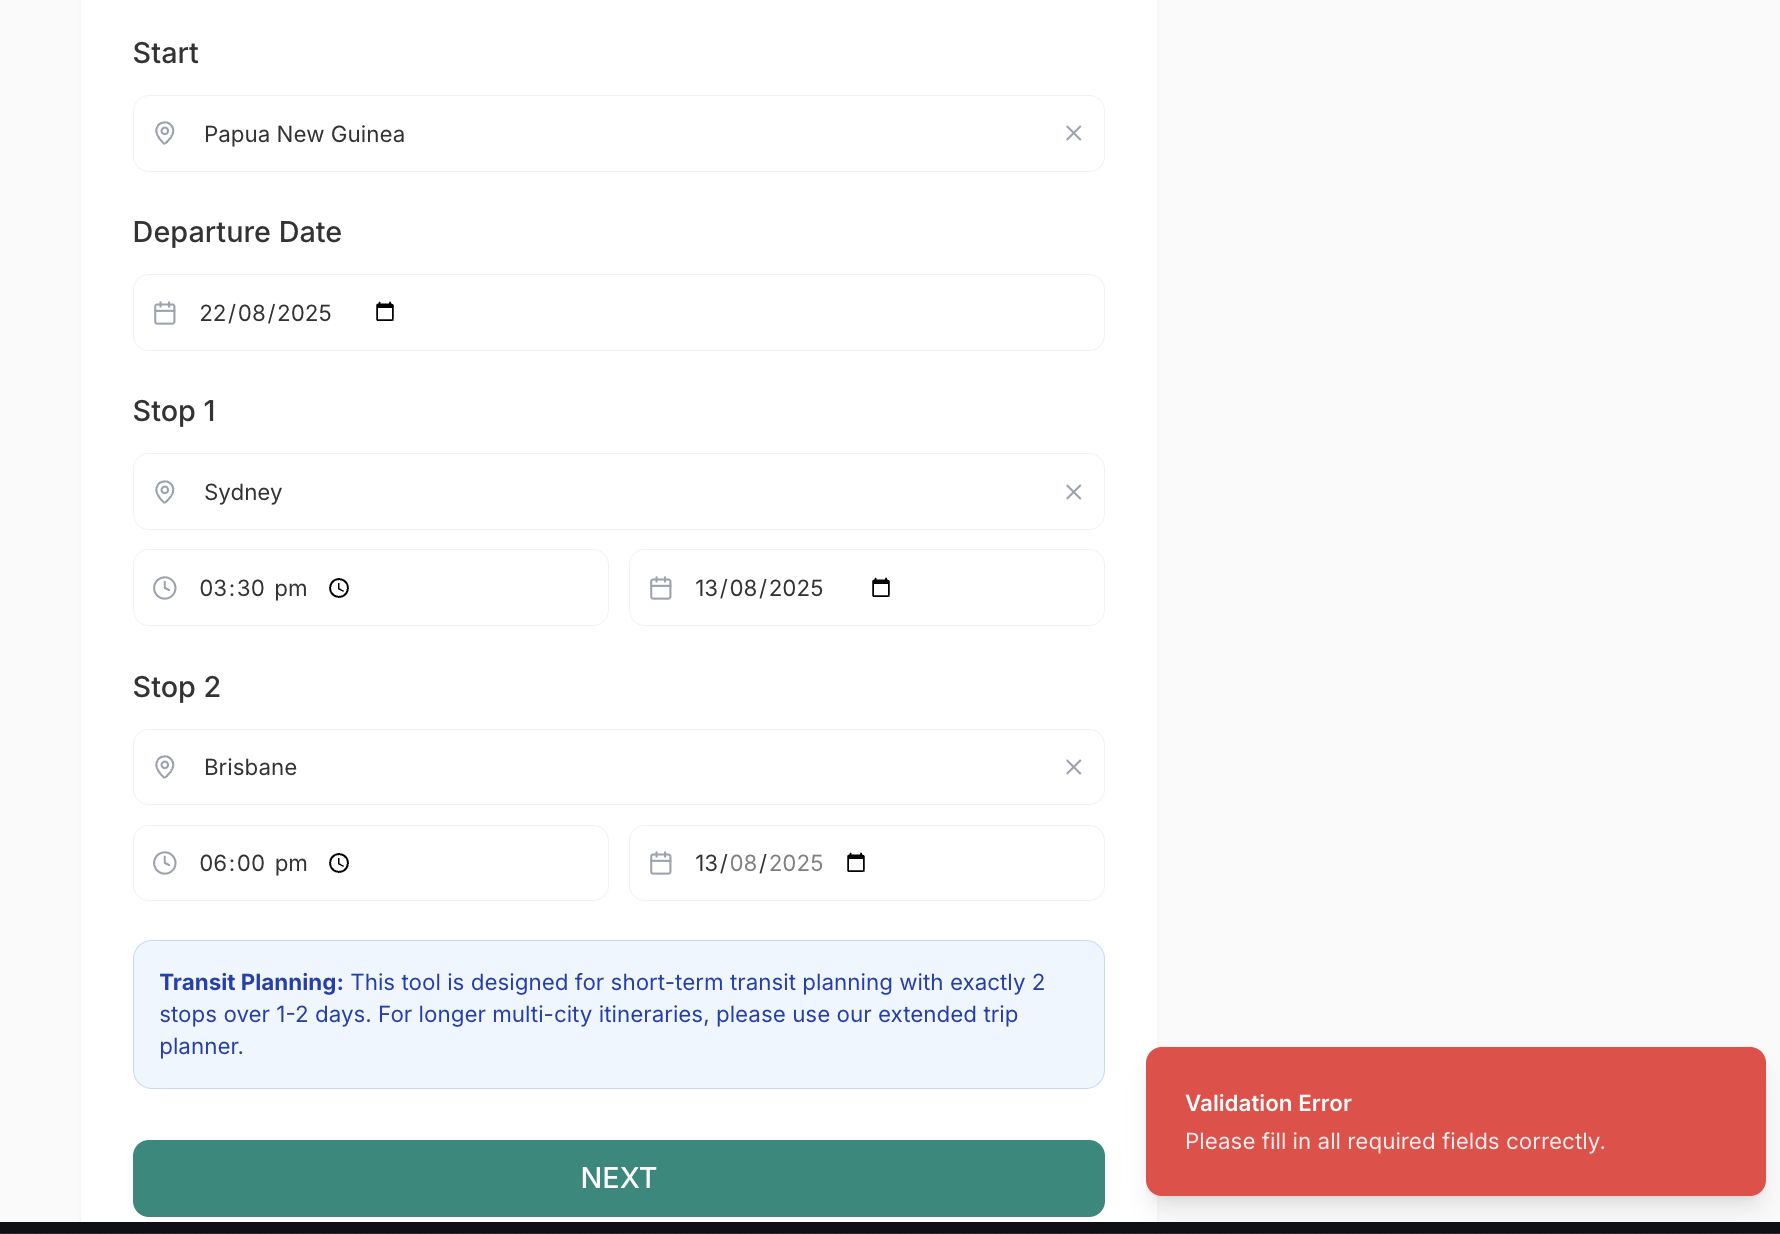 Start
Papua New Guinea
Departure Date
22/08/2025
Stop 1
Sydney
03:30 pm
13/08/2025
Stop 2
Brisbane
06:00 pm
13/08/2025
Transit Planning: This tool is designed for short-term transit planning with exactly 2
stops over 1-2 days. For longer multi-city itineraries, please use our extended trip
planner.
NEXT
Validation Error
Please fill in all required fields correctly.